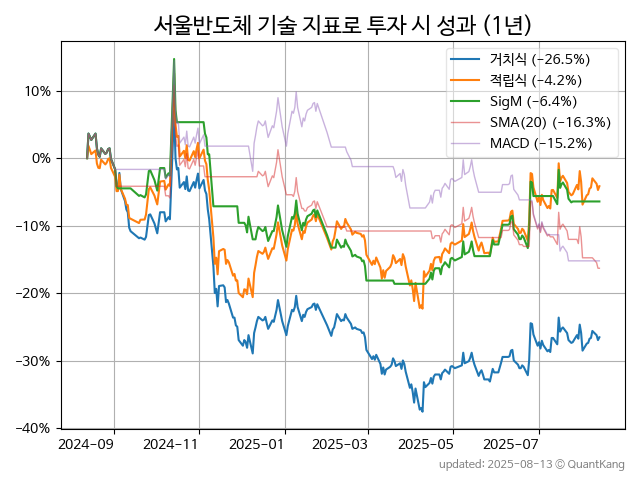 서울반도체 기술 지표로 투자 시 성과 (1년)
거치식 (−26.5%)
적립식 (−4.2%)
SigM (−6.4%)
SMA(20) (−16.3%)
MACD (−15.2%)
10%
0%
−10%
−20%
−30%
−40%
2024-09
2024-11
2025-01
2025-03
2025-05
2025-07
updated: 2025-08-13 ⓒ QuantKang